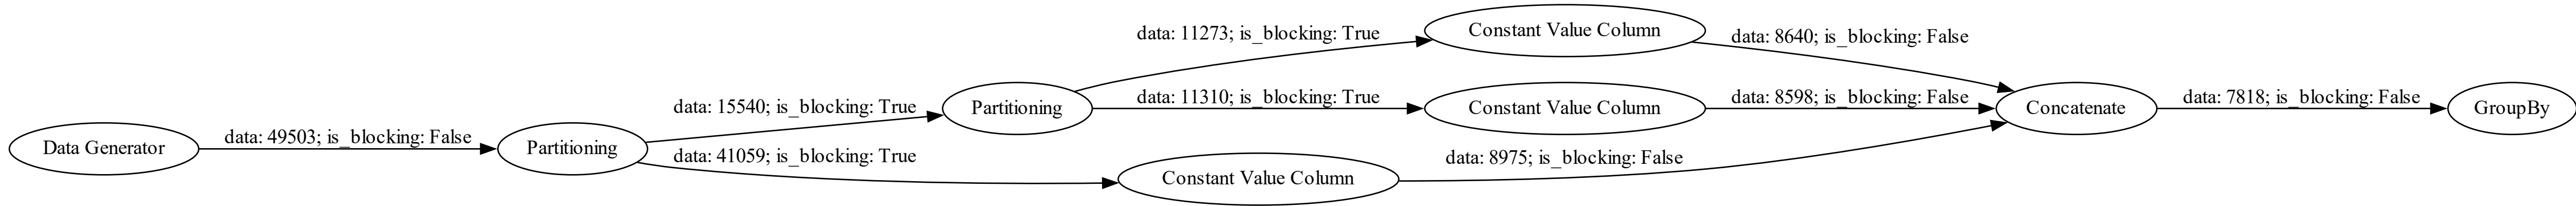 Data Generator
data: 49503; is_blocking: False
Partitioning
data: 15540; is_blocking: True
data: 41059; is_blocking: True
Partitioning
Constant Value Column
data: 11273; is_blocking: True
data: 11310; is_blocking: True
Constant Value Column
Constant Value Column
data: 8640; is_blocking: False
data: 8598; is_blocking: False
data: 8975; is_blocking: False
Concatenate
data: 7818; is_blocking: False
GroupBy